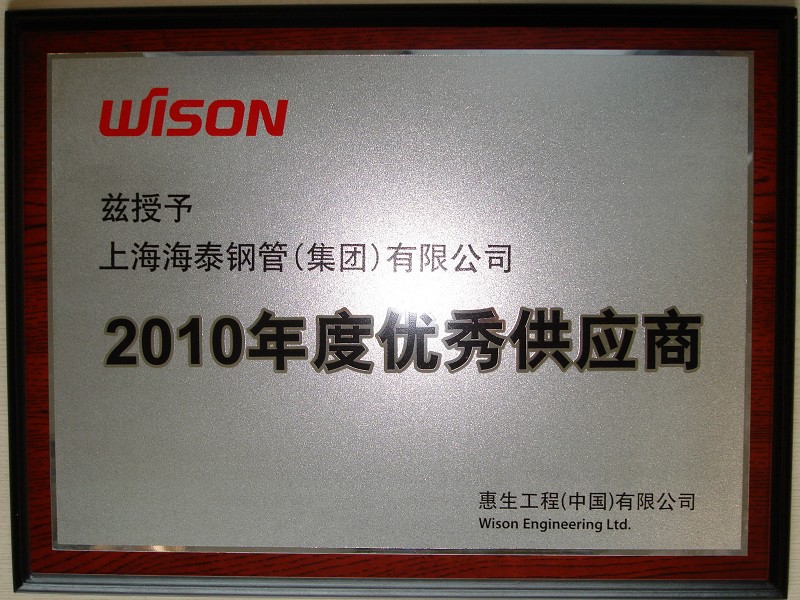 WISON
兹授予
上海海泰钢管(集团)有限公司
2010年度优秀供应商
惠生工程(中国)有限公司
Wison Engineering Ltd.